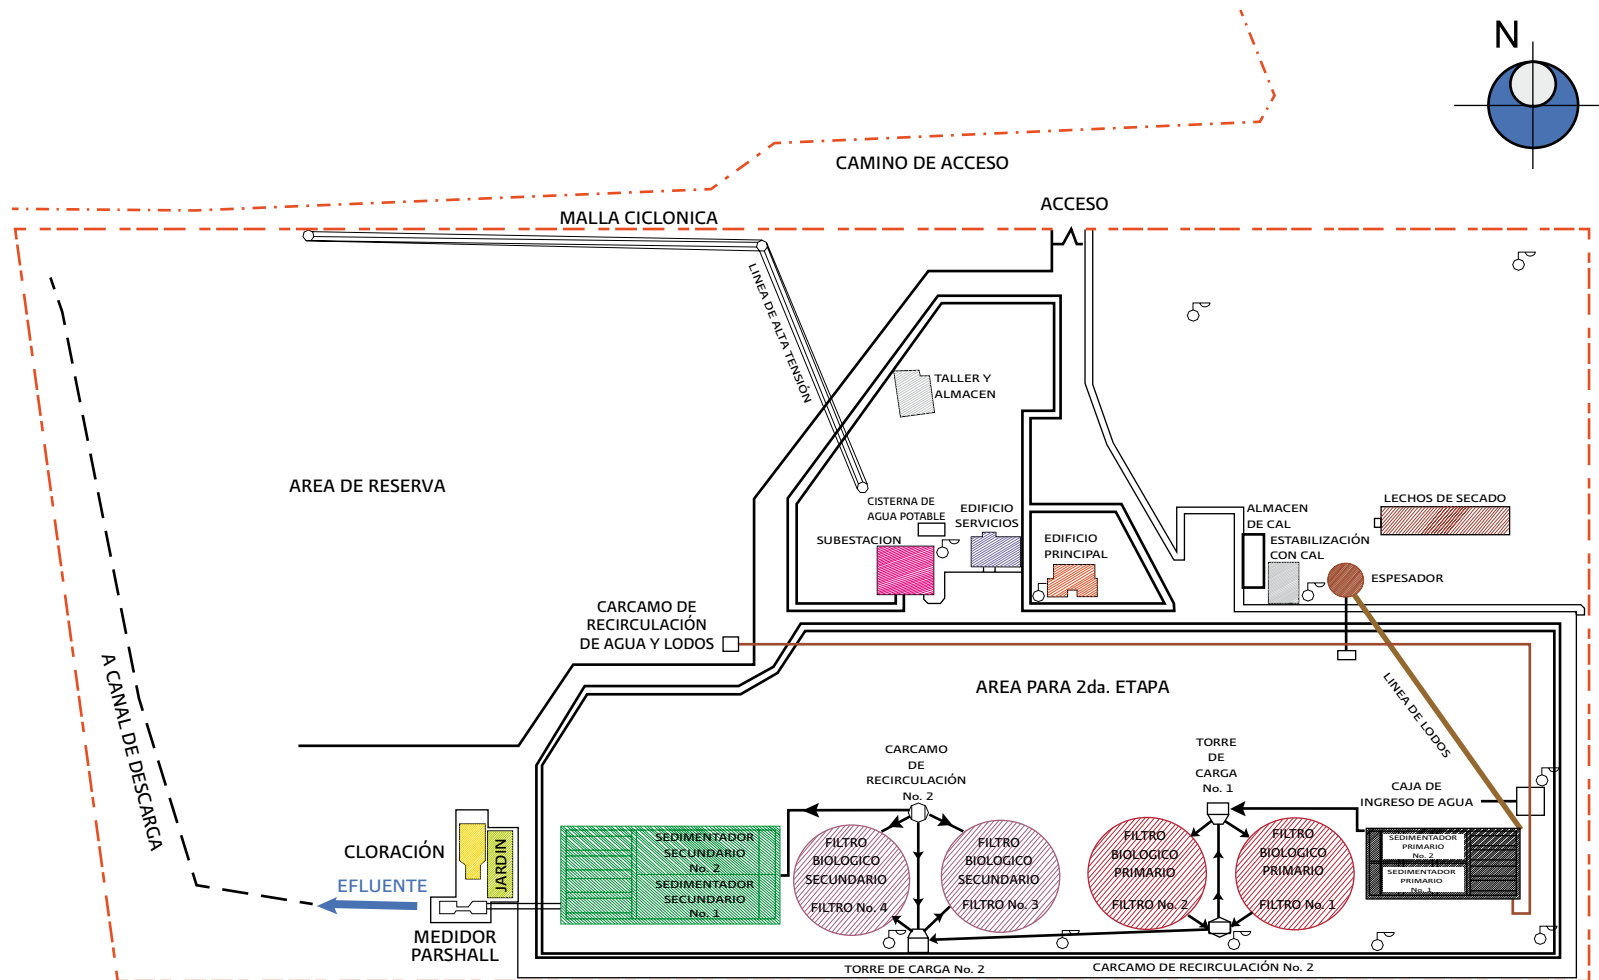 N
CAMINO DE ACCESO
MALLA CICLONICA
ACCESO
LINEA DE ALTA TENSIÓN
TALLER Y
ALMACEN
AREA DE RESERVA
CISTERNA DE
AGUA POTABLE
EDIFICIO
SERVICIOS
SUBESTACION
EDIFICIO
PRINCIPAL
ALMACEN
DE CAL
ESTABILIZACIÓN
CON CAL
LECHOS DE SECADO
ESPESADOR
CARCAMO DE
RECIRCULACIÓN
DE AGUA Y LODOS
A CANAL DE DESCARGA
AREA PARA 2da. ETAPA
LINEA DE LODOS
CARCAMO
DE
RECIRCULACIÓN
No. 2
TORRE
DE
CARGA
No. 1
CAJA DE
INGRESO DE AGUA
CLORACIÓN
JARDIN
EFLUENTE
MEDIDOR
PARSHALL
SEDIMENTADOR
SECUNDARIO
No. 2
SEDIMENTADOR
SECUNDARIO
No. 1
FILTRO
BIOLOGICO
SECUNDARIO
FILTRO No. 4
FILTRO
BIOLOGICO
SECUNDARIO
FILTRO No. 3
FILTRO
BIOLOGICO
PRIMARIO
FILTRO No. 2
FILTRO
BIOLOGICO
PRIMARIO
FILTRO No. 1
SEDIMENTADOR
PRIMARIO
No. 2
SEDIMENTADOR
PRIMARIO
No. 1
TORRE DE CARGA No. 2
CARCAMO DE RECIRCULACIÓN No. 2